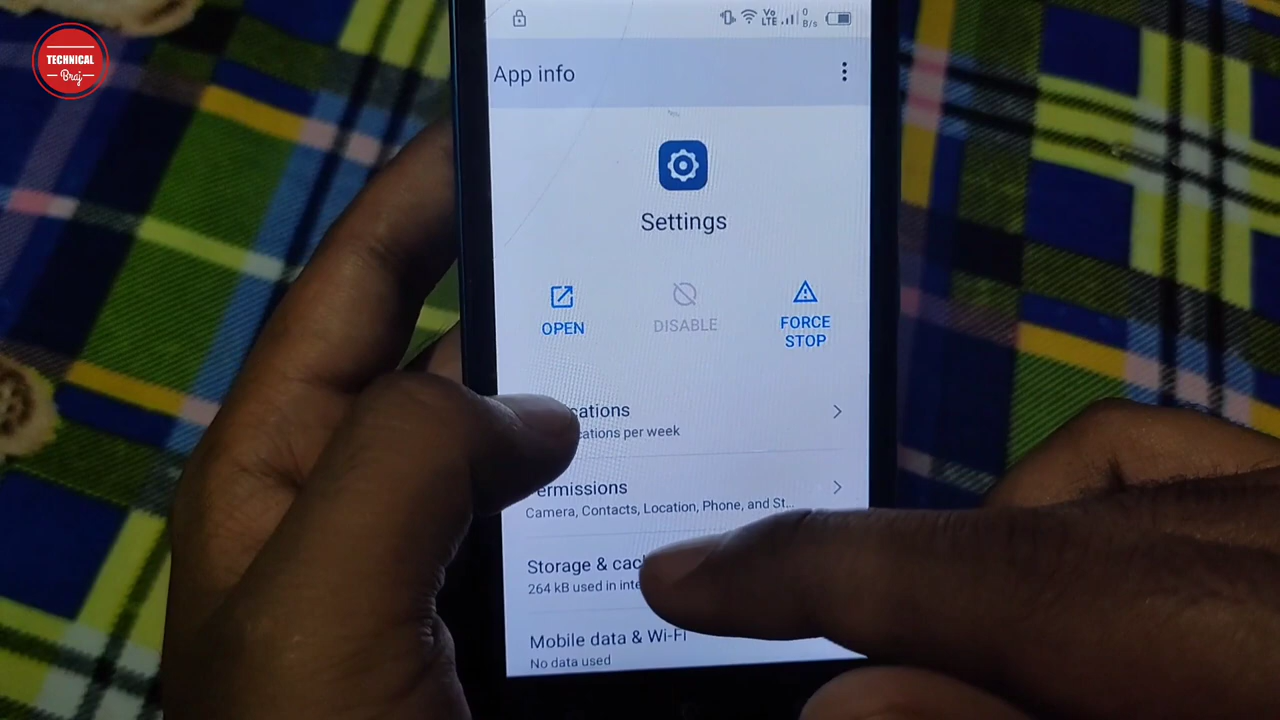 TECHNICAL
Braj
Vo
LTE
0
B/s
App info
Settings
OPEN
DISABLE
FORCE
STOP
cations
cations per week
ermissions
Camera, Contacts, Location, Phone, and St...
Storage & cac
264 kB used in inte
Mobile data & Wi-Fi
No data used